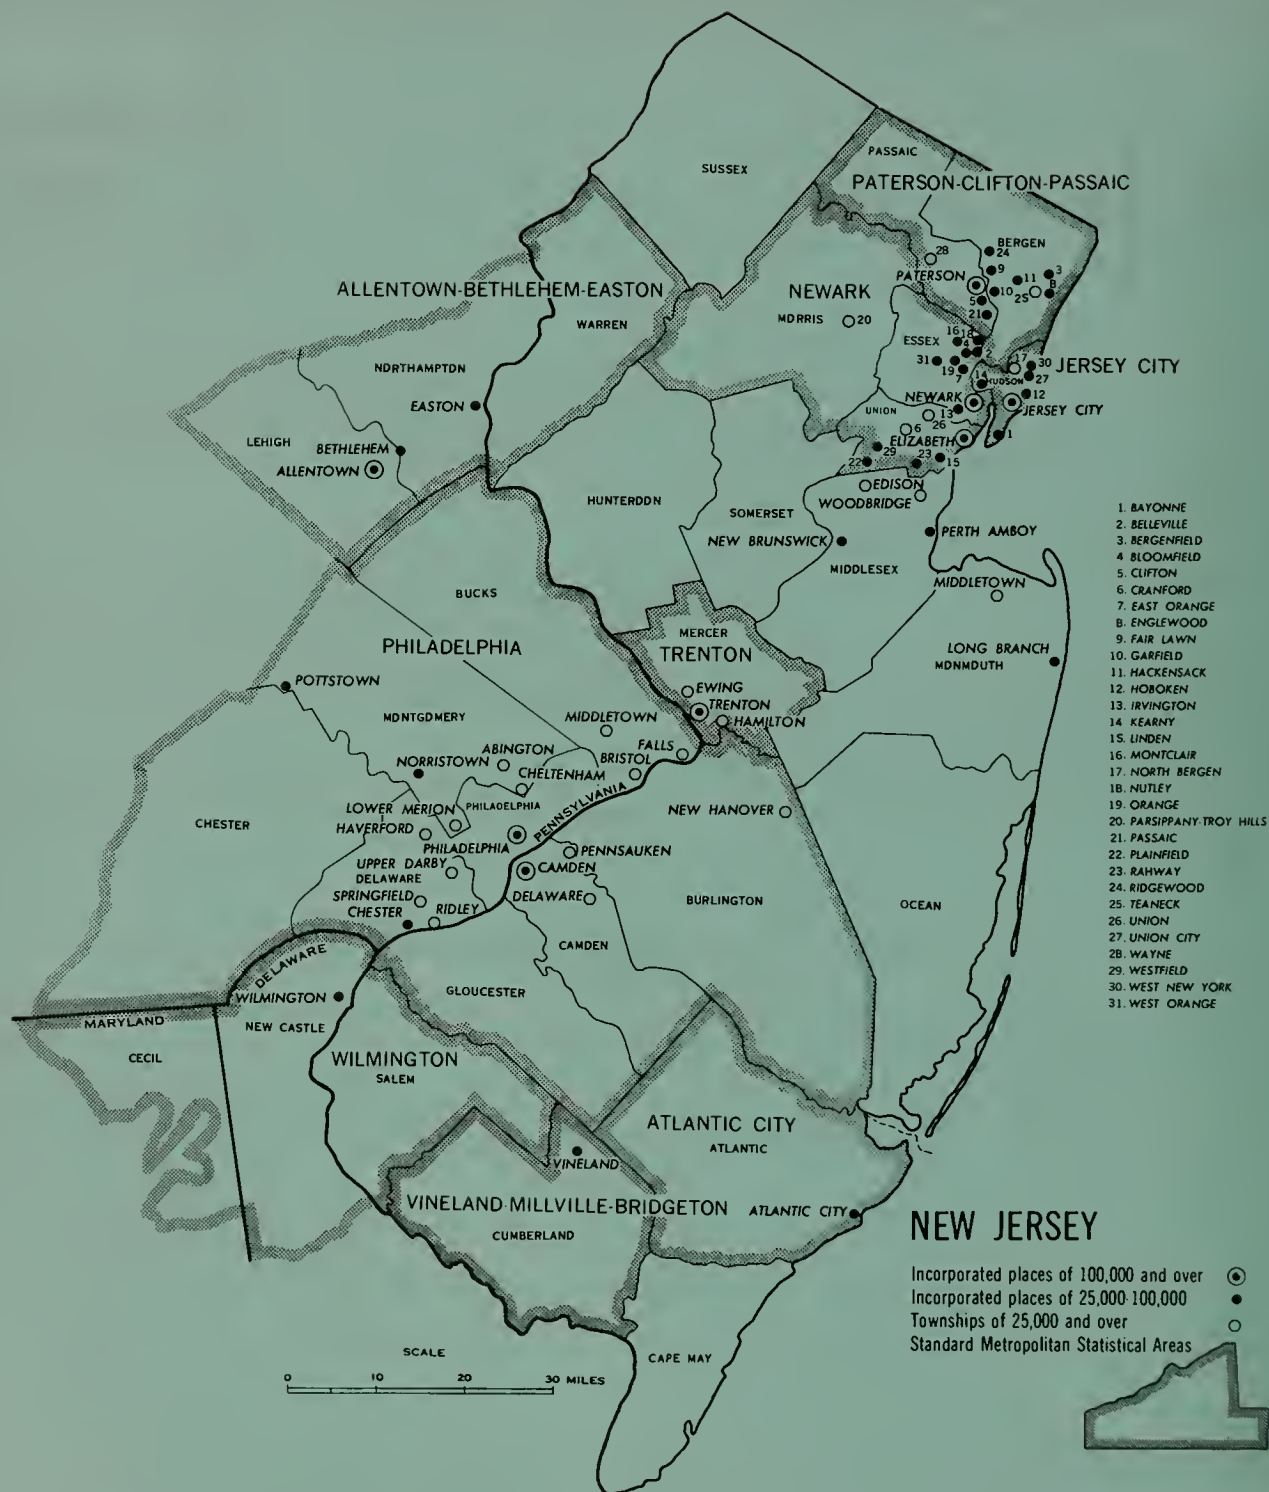 SUSSEX
PASSAIC
PATERSON-CLIFTON-PASSAIC
BERGEN
24
28
PATERSON
9
3
11
10
25
8
5
21
ALLENTOWN-BETHLEHEM-EASTON
NEWARK
WARREN
MORRIS
20
ESSEX
16
18
4
2
17
30
JERSEY CITY
31
19
7
14
HUDSON
27
NORTHAMPTON
EASTON
NEWARK
12
JERSEY CITY
UNION
13
26
6
ELIZABETH
1
LEHIGH
BETHLEHEM
ALLENTOWN
29
22
23
15
EDISON
WOODBRIDGE
HUNTERDON
SOMERSET
NEW BRUNSWICK
PERTH AMBOY
MIDDLESEX
MIDDLETOWN
BUCKS
MERCER
TRENTON
PHILADELPHIA
LONG BRANCH
MONMOUTH
POTTSTOWN
EWING
TRENTON
HAMILTON
MONTGOMERY
MIDDLETOWN
ABINGTON
FALLS
BRISTOL
NORRISTOWN
CHELTENHAM
PENNSYLVANIA
LOWER MERION
PHILADELPHIA
NEW HANOVER
CHESTER
HAVERFORD
PHILADELPHIA
PENNSAUKEN
UPPER DARBY
DELAWARE
CAMDEN
SPRINGFIELD
DELAWARE
CHESTER
RIDLEY
BURLINGTON
OCEAN
CAMDEN
DELAWARE
WILMINGTON
GLOUCESTER
MARYLAND
NEW CASTLE
CECIL
WILMINGTON
SALEM
ATLANTIC CITY
ATLANTIC
VINELAND
VINELAND-MILLVILLE-BRIDGETON
ATLANTIC CITY
CUMBERLAND
CAPE MAY
SCALE
0 10 20 30 MILES
1. BAYONNE
2. BELLEVILLE
3. BERGENFIELD
4 BLOOMFIELD
5. CLIFTON
6. CRANFORD
7. EAST ORANGE
8. ENGLEWOOD
9. FAIR LAWN
10. GARFIELD
11. HACKENSACK
12. HOBOKEN
13. IRVINGTON
14 KEARNY
15. LINDEN
16. MONTCLAIR
17. NORTH BERGEN
18. NUTLEY
19. ORANGE
20. PARSIPPANY-TROY HILLS
21. PASSAIC
22. PLAINFIELD
23. RAHWAY
24. RIDGEWOOD
25. TEANECK
26. UNION
27. UNION CITY
28. WAYNE
29. WESTFIELD
30. WEST NEW YORK
31. WEST ORANGE
NEW JERSEY
Incorporated places of 100,000 and over
Incorporated places of 25,000-100,000
Townships of 25,000 and over
Standard Metropolitan Statistical Areas